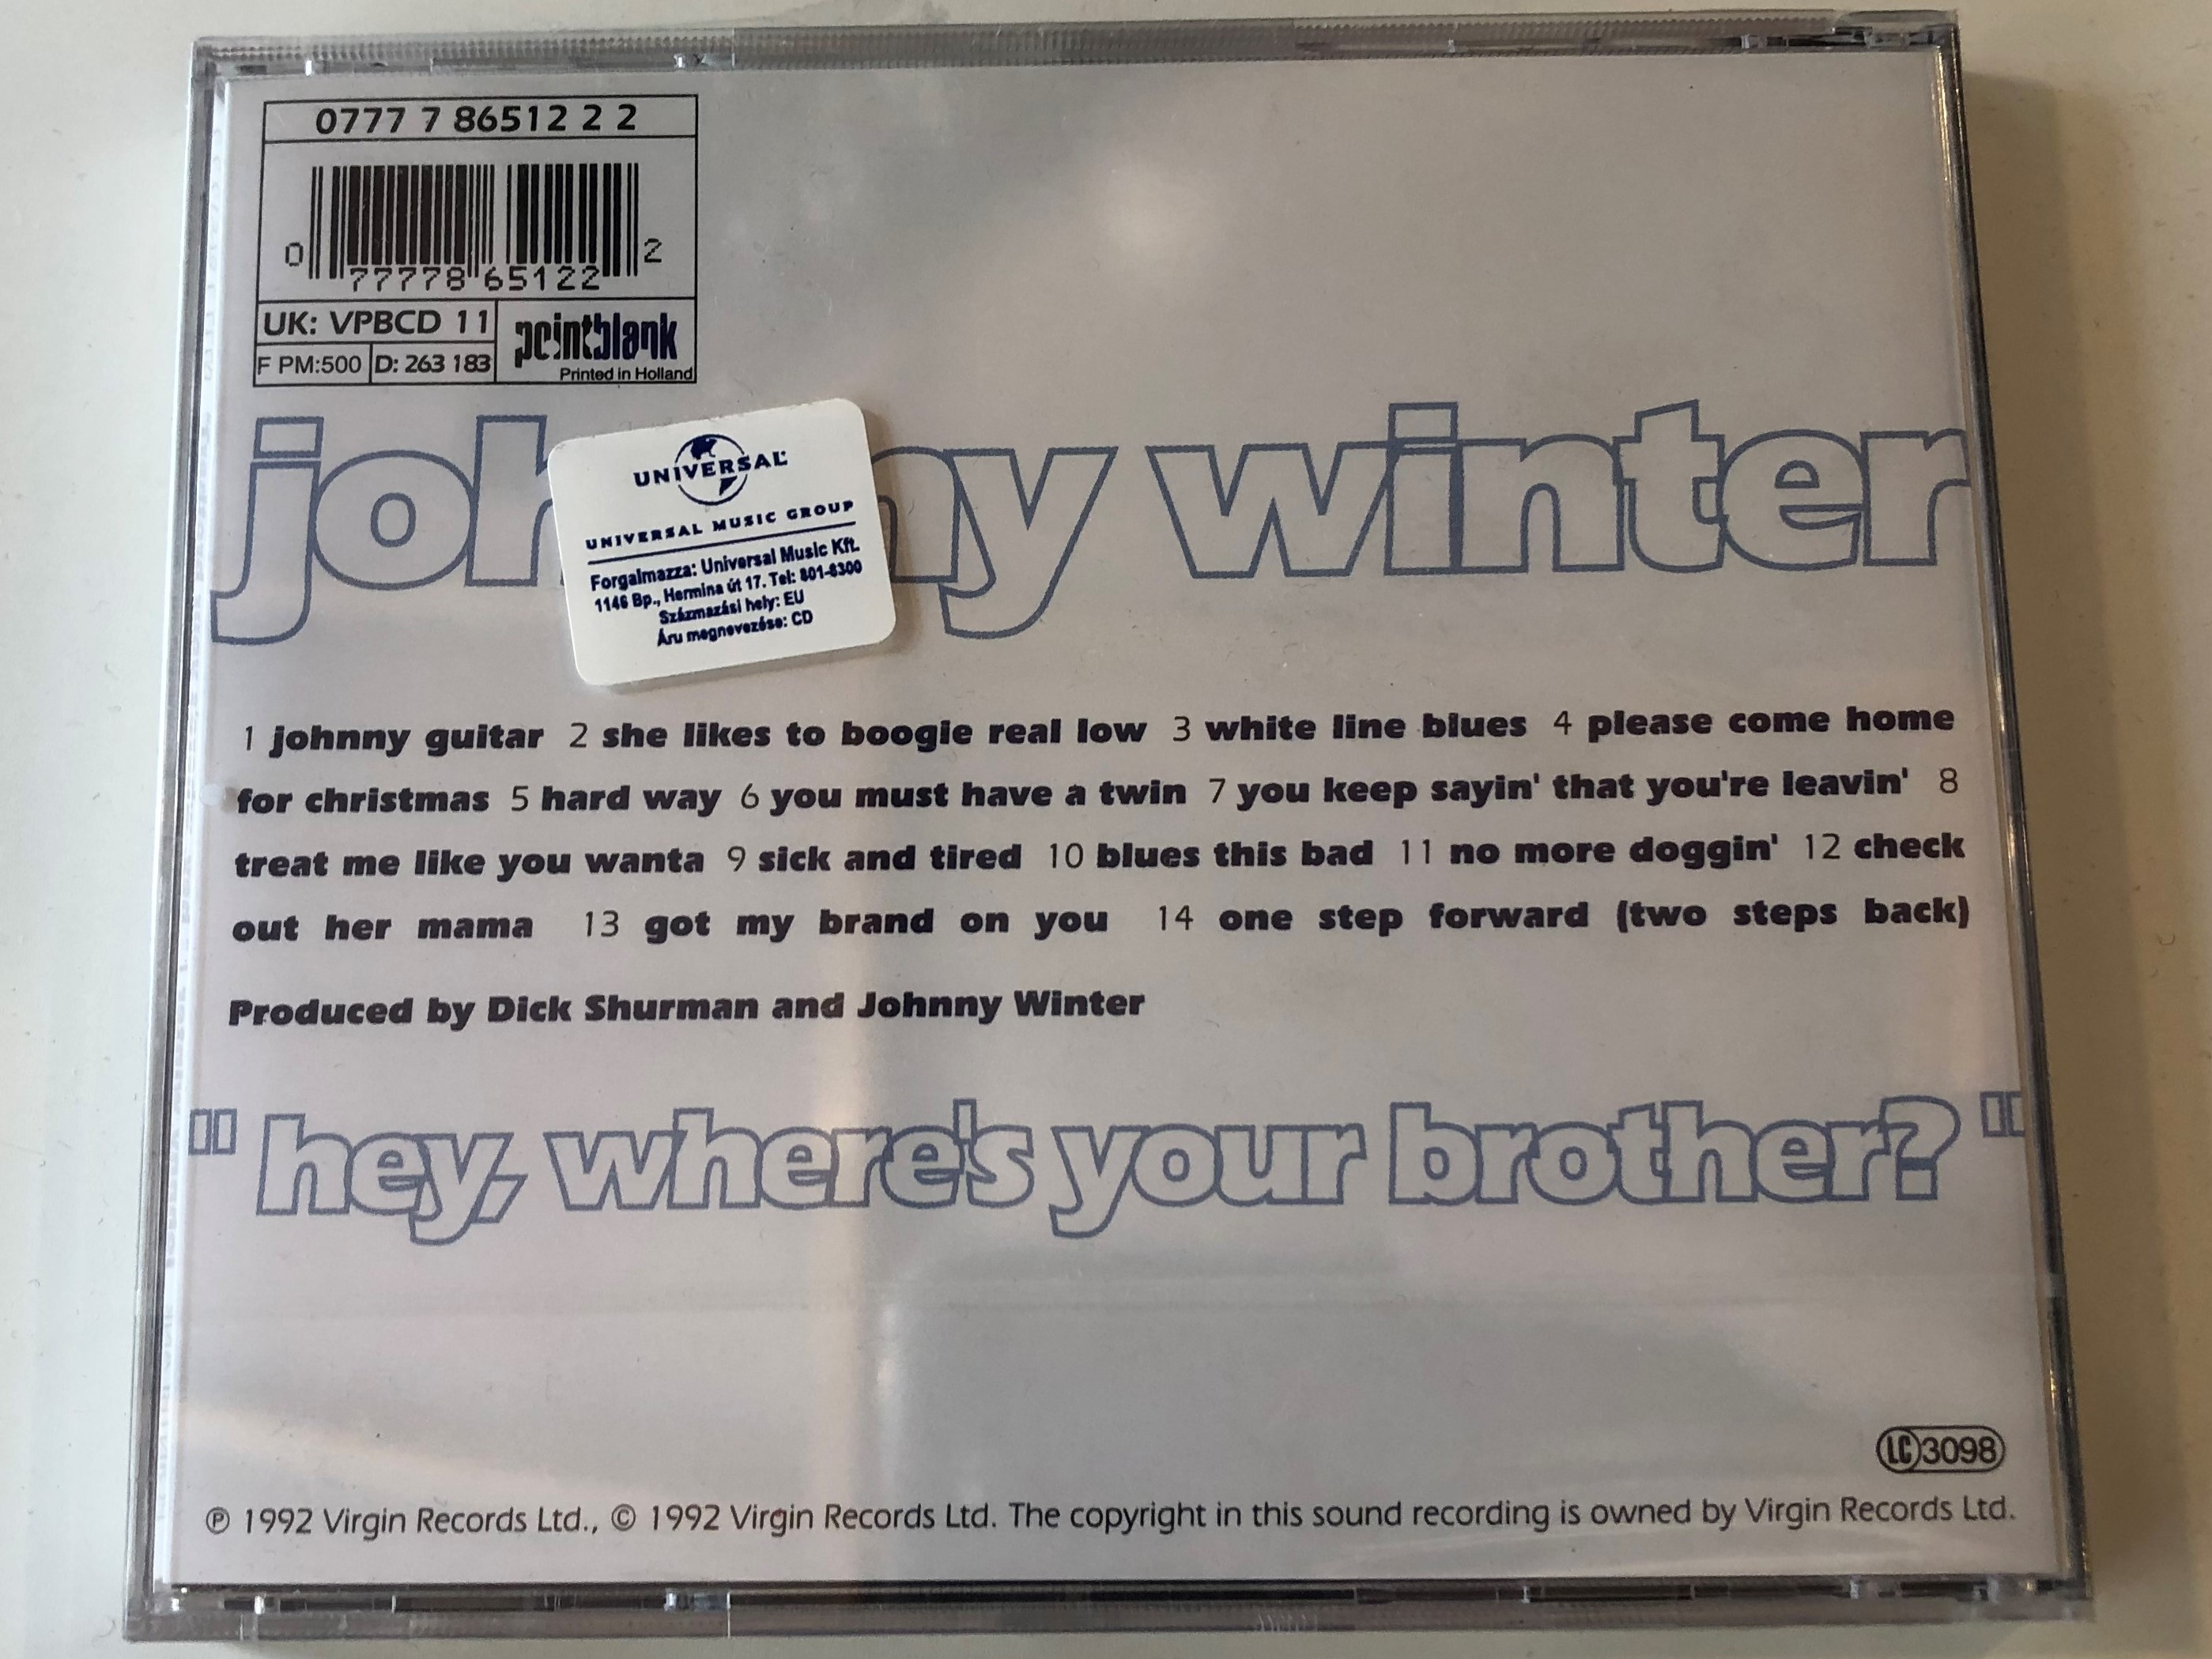 0777 7 86512 2 2
0 77778 65122 2
UK: VPBCD 11
pointblank
F PM:500 D: 263 183
Printed in Holland
joh ny winter
UNIVERSAL
UNIVERSAL MUSIC GROUP
Forgalmazza: Universal Music Kft.
1146 Bp., Hermina út 17. Tel: 801-8300
Származási hely: EU
Áru megnevezése: CD
1 johnny guitar 2 she likes to boogie real low 3 white line blues 4 please come home
for christmas 5 hard way 6 you must have a twin 7 you keep sayin' that you're leavin' 8
treat me like you wanta 9 sick and tired 10 blues this bad 11 no more doggin' 12 check
out her mama 13 got my brand on you 14 one step forward (two steps back)
Produced by Dick Shurman and Johnny Winter
"hey, where's your brother?"
LC 3098
℗ 1992 Virgin Records Ltd., © 1992 Virgin Records Ltd. The copyright in this sound recording is owned by Virgin Records Ltd.